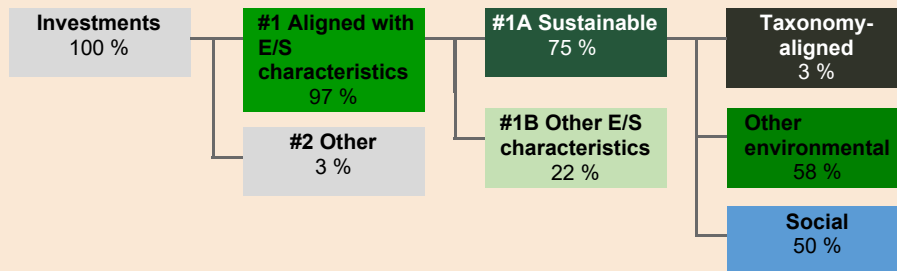 Investments
100 %
#1 Aligned with
E/S
characteristics
97 %
#2 Other
3 %
#1A Sustainable
75 %
#1B Other E/S
characteristics
22 %
Taxonomy-
aligned
3 %
Other
environmental
58 %
Social
50 %